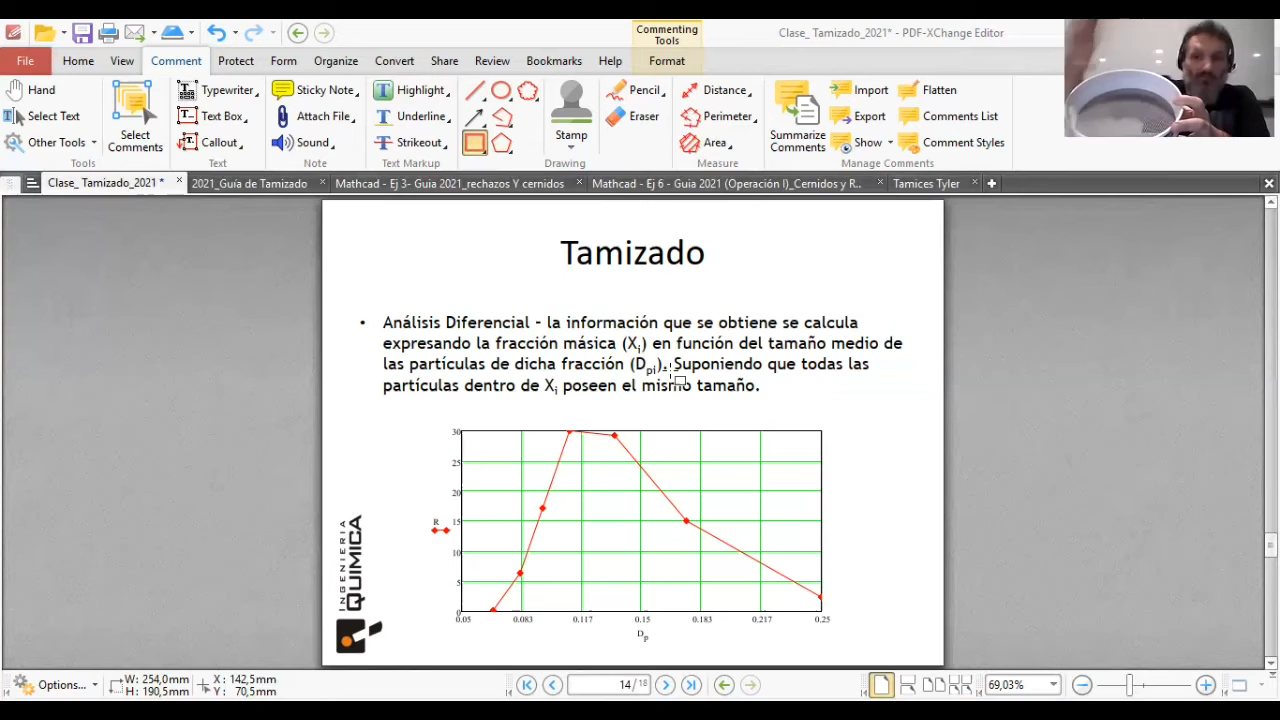 Commenting Tools
Clase_ Tamizado_2021* - PDF-XChange Editor
File Home View Comment Protect Form Organize Convert Share Review Bookmarks Help Format
Hand
Select Text
Other Tools
Tools
Select Comments
Typewriter
Text Box
Callout
Text
Sticky Note
Attach File
Sound
Note
Highlight
Underline
Strikeout
Text Markup
Drawing
Stamp
Pencil
Eraser
Distance
Perimeter
Area
Measure
Summarize Comments
Import
Export
Show
Flatten
Comments List
Comment Styles
Manage Comments
Clase_ Tamizado_2021 * 2021_Guía de Tamizado Mathcad - Ej 3- Guia 2021_rechazos Y cernidos Mathcad - Ej 6 - Guia 2021 (Operación I)_Cernidos y R... Tamices Tyler
Tamizado
• Análisis Diferencial - la información que se obtiene se calcula
expresando la fracción másica (Xi) en función del tamaño medio de
las partículas de dicha fracción (Dpi). Suponiendo que todas las
partículas dentro de Xi poseen el mismo tamaño.
30
25
20
15
10
5
0
R
0.05 0.083 0.117 0.15 0.183 0.217 0.25
Dp
INGENIERIA
QUIMICA
Options...
W: 254,0mm
H: 190,5mm
X: 142,5mm
Y: 70,5mm
14 / 18
69,03%